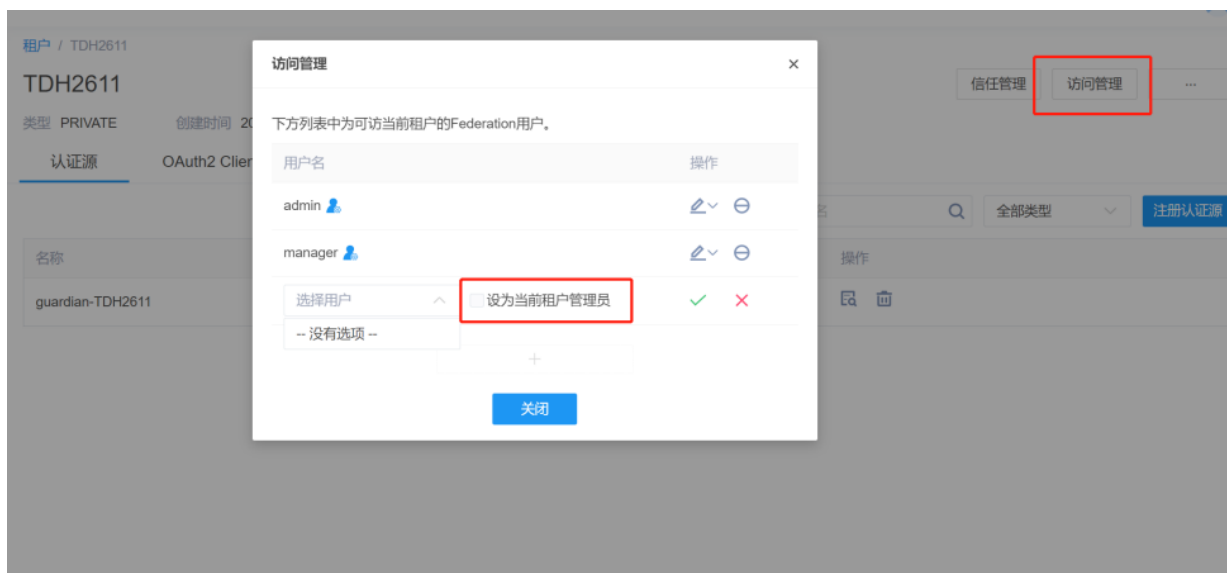 租户 / TDH2611
TDH2611
信任管理 访问管理 ...
类型 PRIVATE 创建时间 20
认证源 OAuth2 Clier
访问管理
下方列表中为可访当前租户的Federation用户。
用户名 操作
admin
manager
选择用户 设为当前租户管理员
-- 没有选项 --
关闭
名 全部类型 注册认证源
名称 操作
guardian-TDH2611